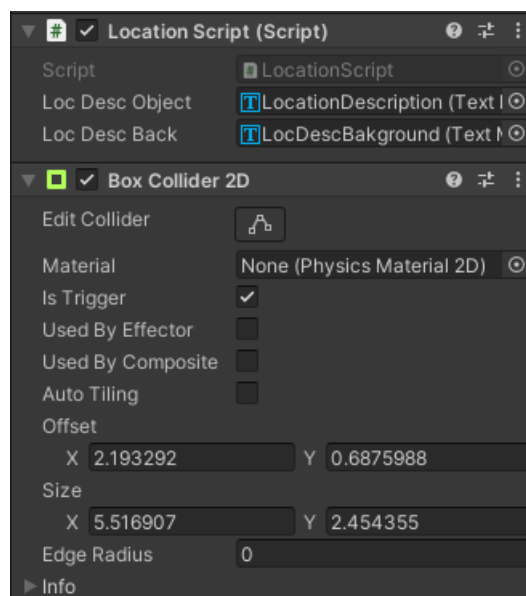 Location Script (Script)
Script LocationScript
Loc Desc Object LocationDescription (Text
Loc Desc Back LocDescBakground (Text
Box Collider 2D
Edit Collider
Material None (Physics Material 2D)
Is Trigger
Used By Effector
Used By Composite
Auto Tiling
Offset
X 2.193292 Y 0.6875988
Size
X 5.516907 Y 2.454355
Edge Radius 0
Info